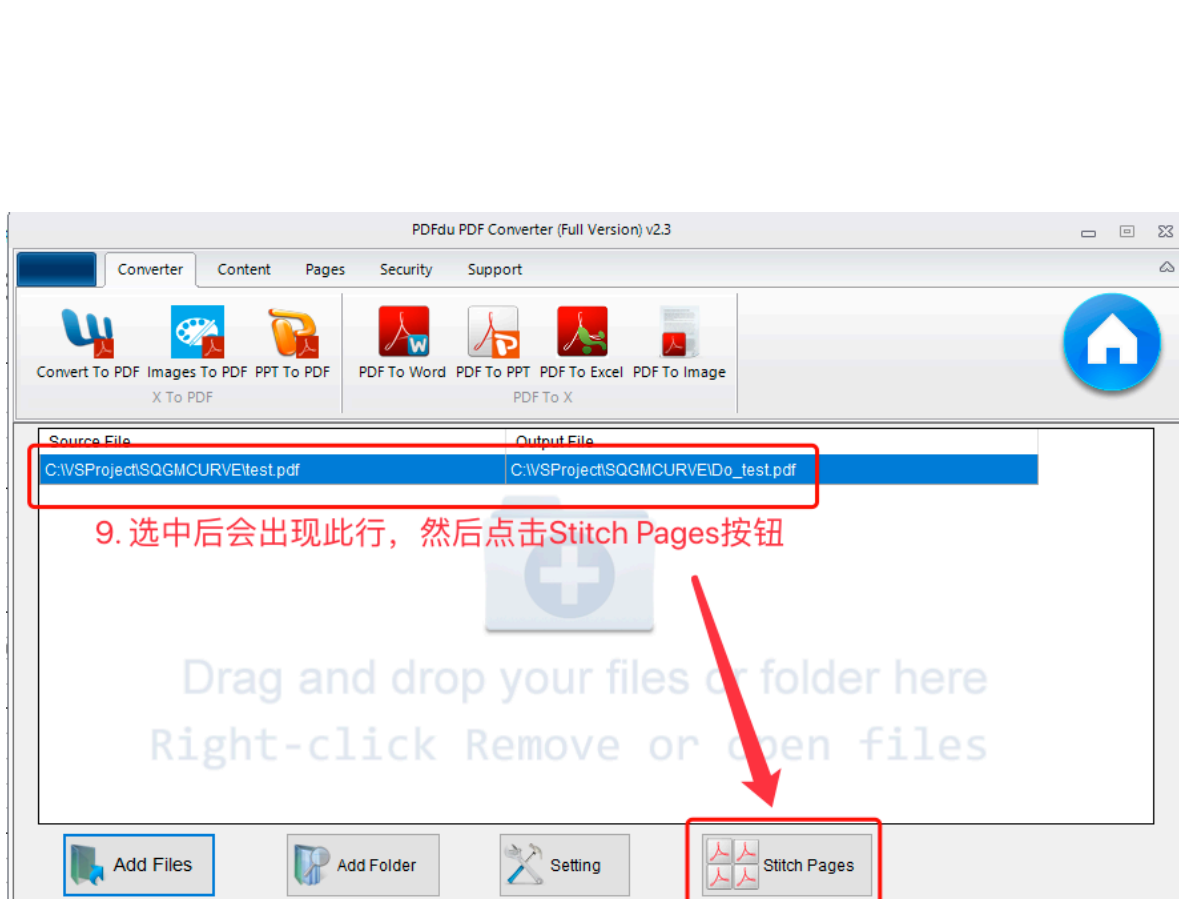 PDFdu PDF Converter (Full Version) v2.3
Converter Content Pages Security Support
Convert To PDF Images To PDF PPT To PDF PDF To Word PDF To PPT PDF To Excel PDF To Image
X To PDF PDF To X
Source File Output File
C:\VSProject\SQGMCURVE\test.pdf C:\VSProject\SQGMCURVE\Do_test.pdf
9. 选中后会出现此行，然后点击Stitch Pages按钮
Drag and drop your files or folder here
Right-click Remove or open files
Add Files Add Folder Setting Stitch Pages